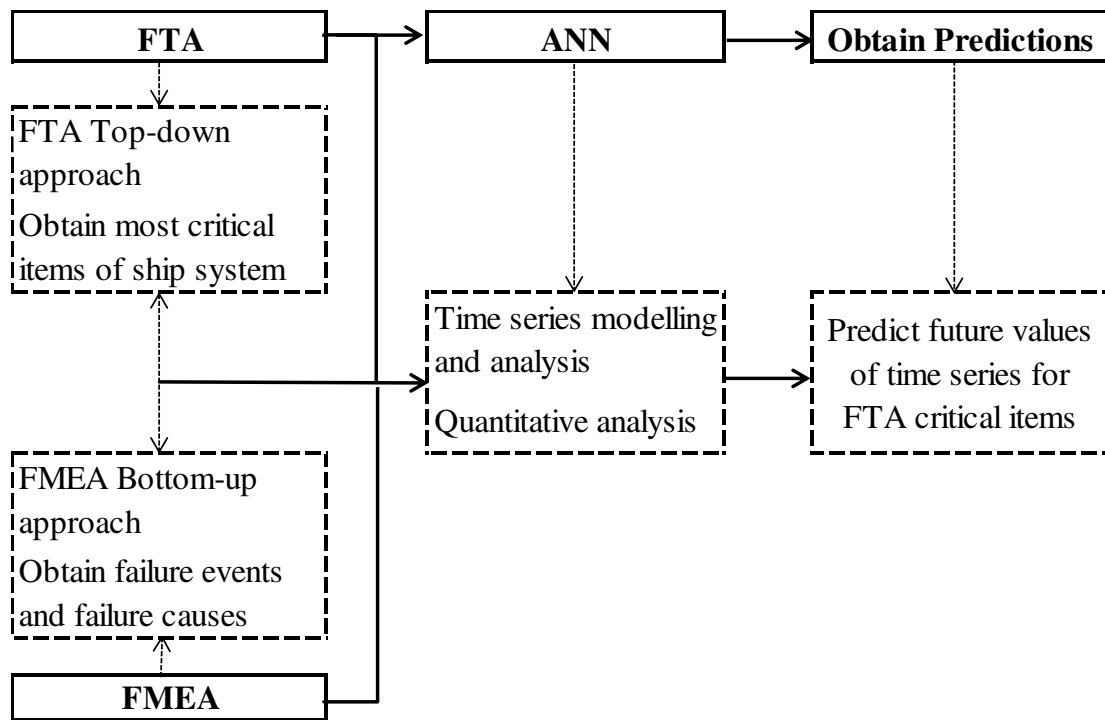 FTA
ANN
Obtain Predictions
FTA Top-down
approach
Obtain most critical
items of ship system
Time series modelling
and analysis
Quantitative analysis
Predict future values
of time series for
FTA critical items
FMEA Bottom-up
approach
Obtain failure events
and failure causes
FMEA